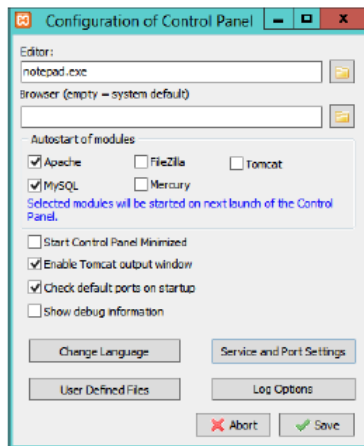 Configuration of Control Panel
Editor:
notepad.exe
Browser (empty = system default)
Autostart of modules
Apache FileZilla Tomcat
MySQL Mercury
Selected modules will be started on next launch of the Control
Panel.
Start Control Panel Minimized
Enable Tomcat output window
Check default ports on startup
Show debug information
Change Language Service and Port Settings
User Defined Files Log Options
Abort Save